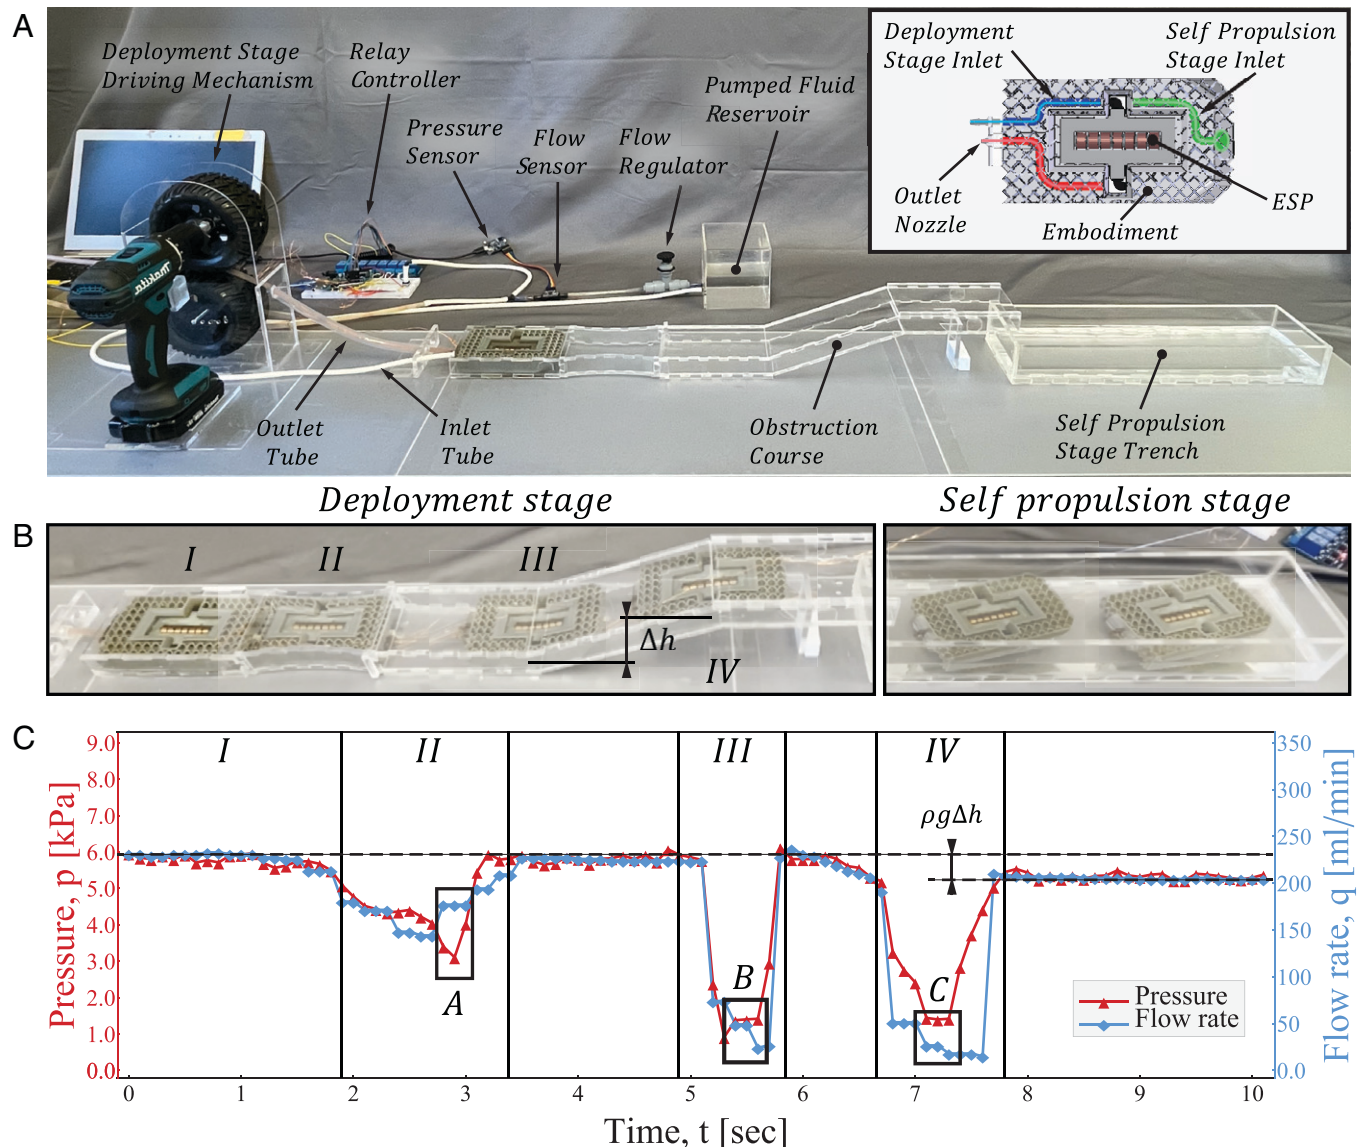 A
Deployment Stage
Driving Mechanism
Relay
Controller
Pressure
Sensor
Flow
Sensor
Flow
Regulator
Pumped Fluid
Reservoir
Deployment
Stage Inlet
Self Propulsion
Stage Inlet
Outlet
Nozzle
Embodiment
ESP
makita
Outlet
Tube
Inlet
Tube
Obstruction
Course
Self Propulsion
Stage Trench
Deployment stage
Self propulsion stage
B
I
II
III
Δh
IV
C
I
II
III
IV
ρgΔh
A
B
C
Pressure
Flow rate
Pressure, p [kPa]
9.0
8.0
7.0
6.0
5.0
4.0
3.0
2.0
1.0
0.0
Flow rate, q [ml/min]
350
300
250
200
150
100
50
0.0
0
1
2
3
4
5
6
7
8
9
10
Time, t [sec]